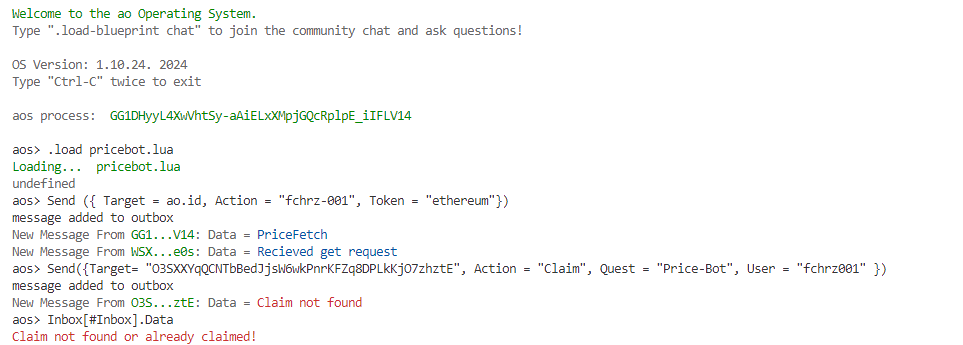 Welcome to the ao Operating System.
Type ".load-blueprint chat" to join the community chat and ask questions!
OS Version: 1.10.24. 2024
Type "Ctrl-C" twice to exit
aos process:  GG1DHyyL4XwVhtSy-aAiELxXMpjGQcRplpE_iIFLV14
aos> .load pricebot.lua
Loading...  pricebot.lua
undefined
aos> Send ({ Target = ao.id, Action = "fchrz-001", Token = "ethereum"})
message added to outbox
New Message From GG1...V14: Data = PriceFetch
New Message From WSX...e0s: Data = Recieved get request
aos> Send({Target= "O3SXXYqQCNTbBedJjsW6wkPnrKFZq8DPLkKjO7zhztE", Action = "Claim", Quest = "Price-Bot", User = "fchrz001" })
message added to outbox
New Message From O3S...ztE: Data = Claim not found
aos> Inbox[#Inbox].Data
Claim not found or already claimed!